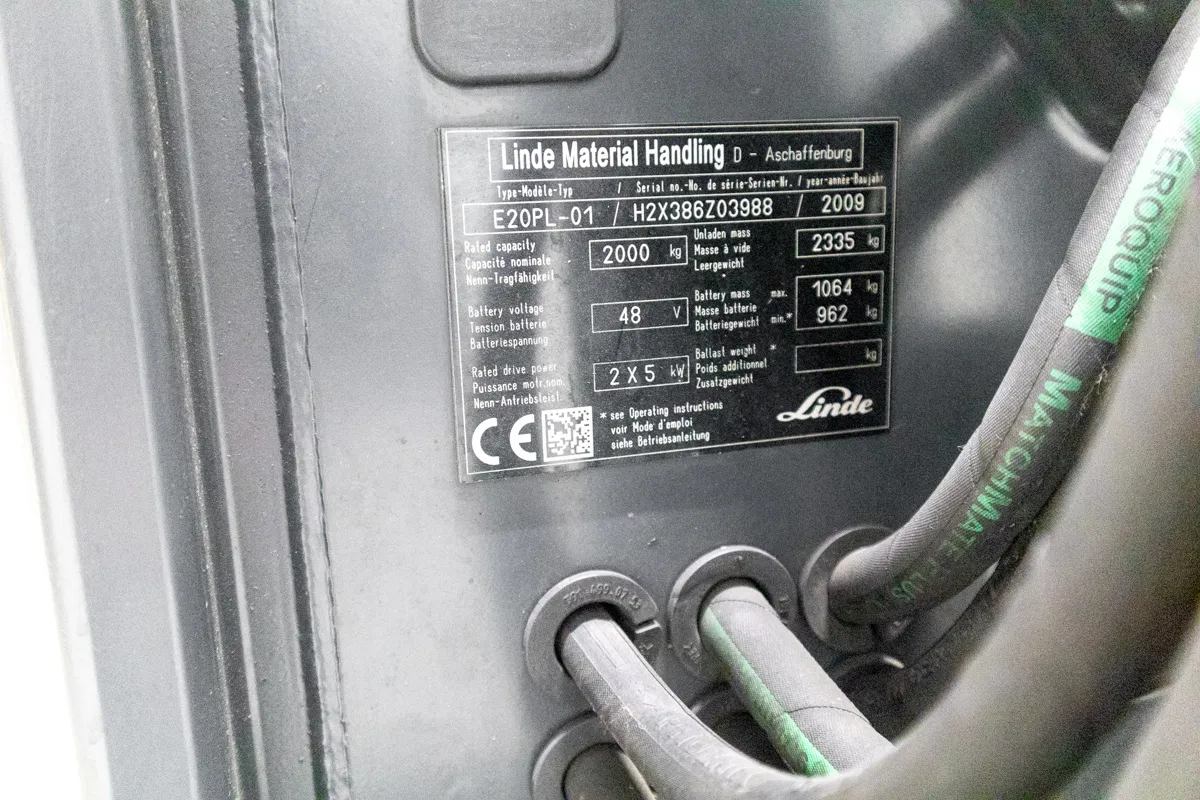 Linde Material Handling D - Aschaffenburg
Type-Modèle-Typ / Serial no.-No. de série-Serien-Nr. / year-année-Baujahr
E20PL-01 / H2X386Z03988 / 2009
Rated capacity
Capacité nominale
Nenn-Tragfähigkeit
2000 kg
Unladen mass
Masse à vide
Leergewicht
2335 kg
Battery voltage
Tension batterie
Batteriespannung
48 V
Battery mass max. 1064 kg
Masse batterie
Batteriegewicht min.* 962 kg
Rated drive power
Puissance motr.nom.
Nenn-Antriebsleist.
2 X 5 kW
Ballast weight *
Poids additionnel
Zusatzgewicht
kg
CE
* see Operating instructions
voir Mode d'emploi
siehe Betriebsanleitung
Linde
AEROQUIP
MATCHMATE PLUS